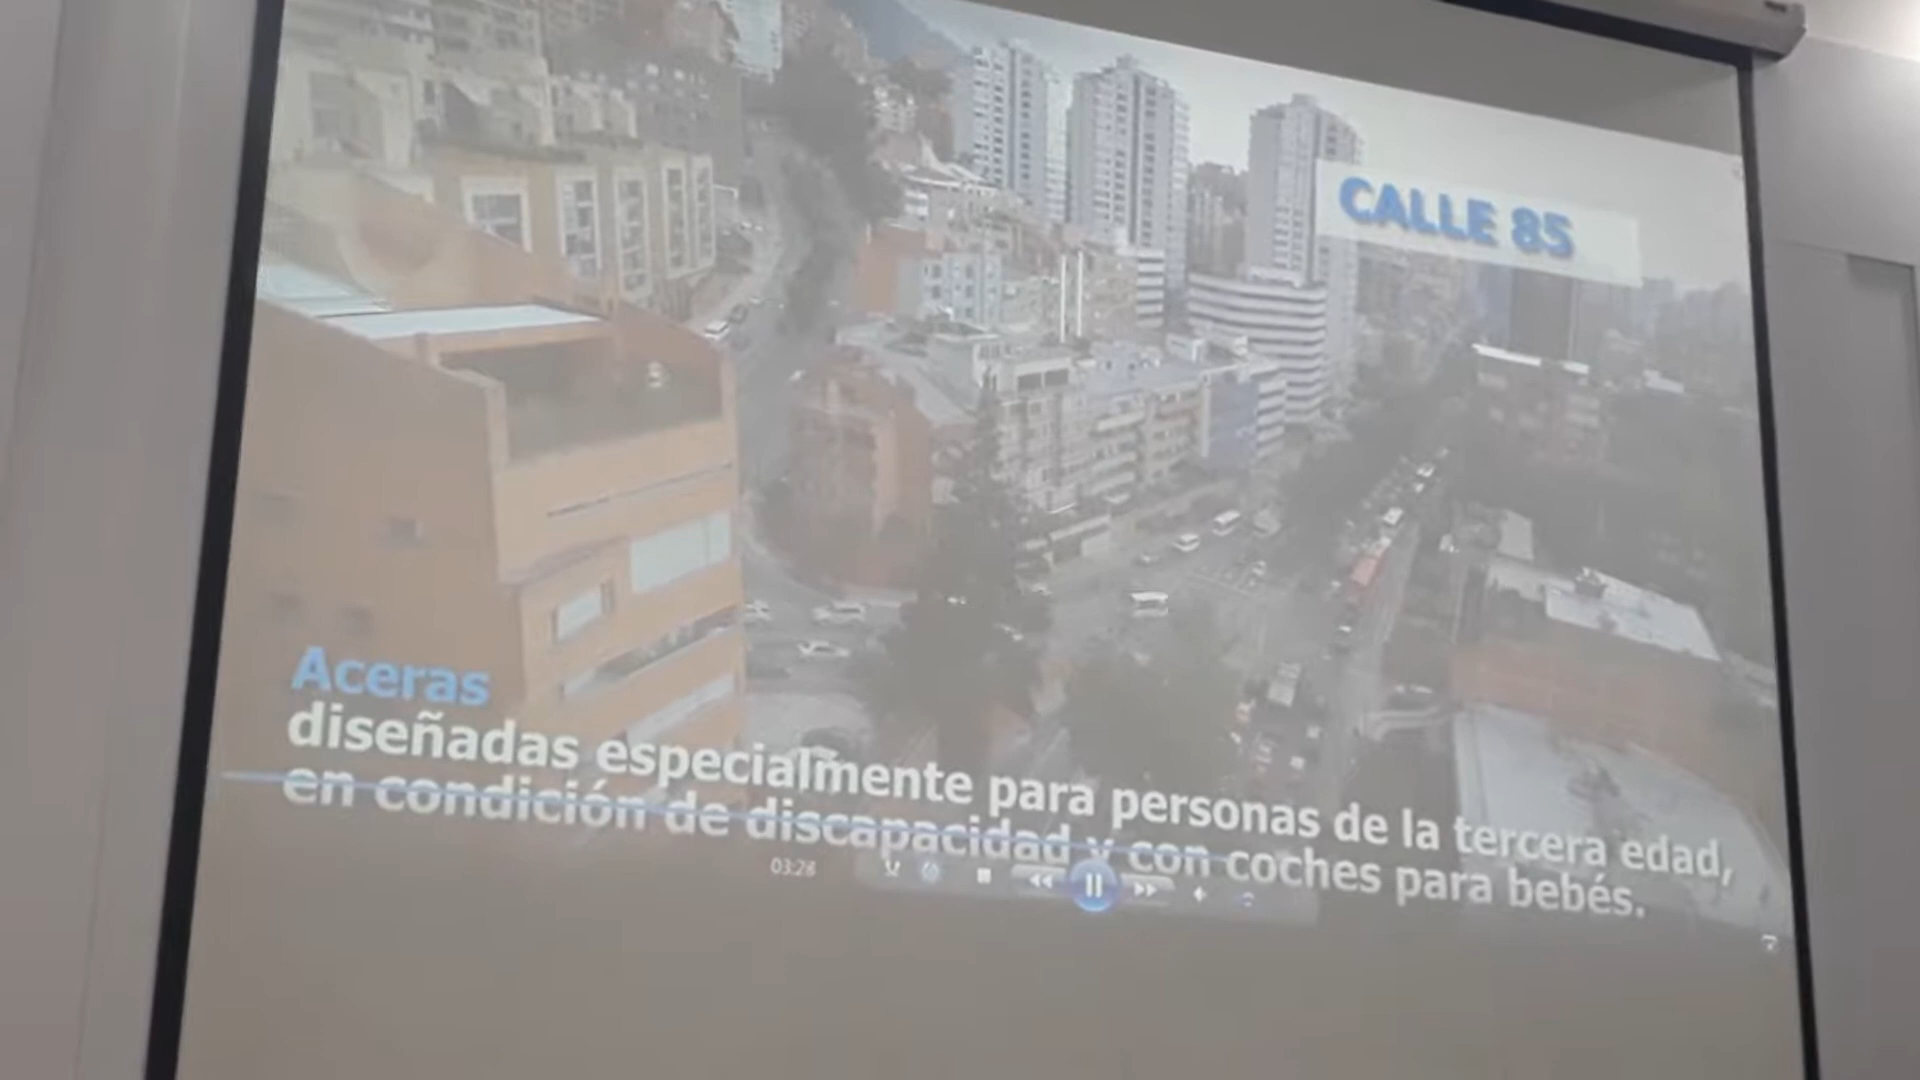 CALLE 85
Aceras
diseñadas especialmente para personas de la tercera edad,
en condición de discapacidad y con coches para bebés.
03:28